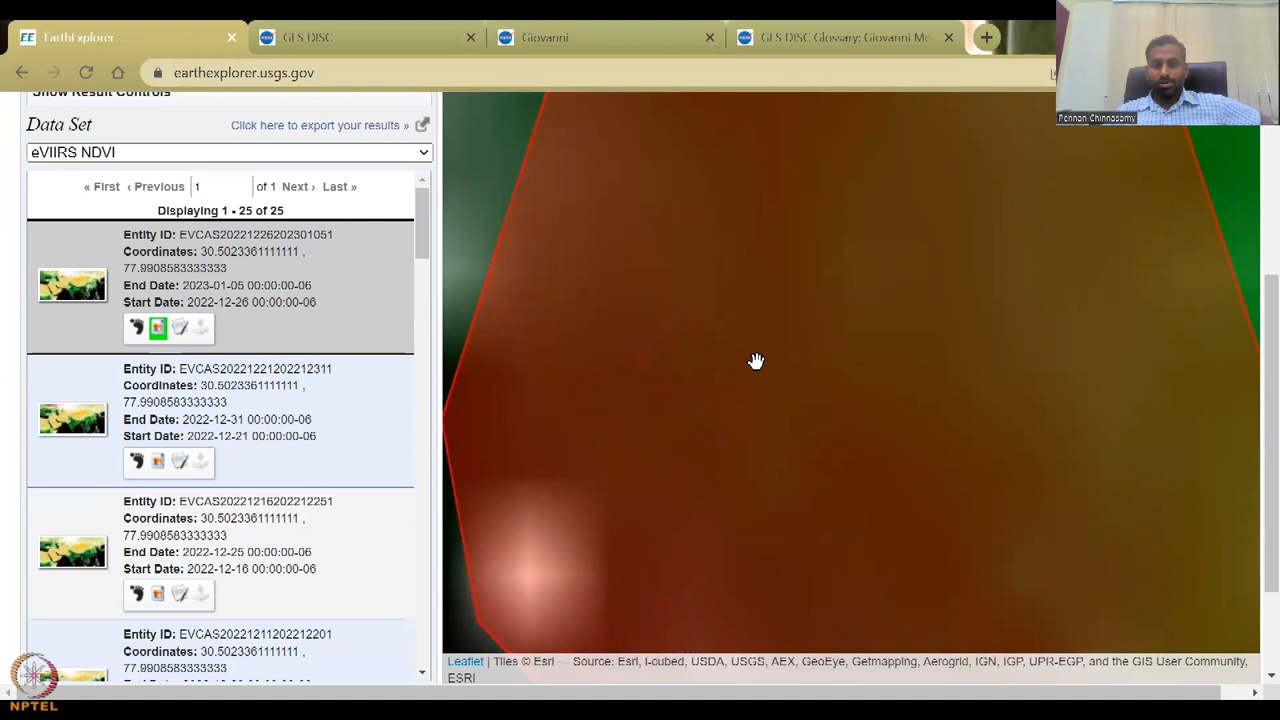 EarthExplorer
GES DISC
Giovanni
GES DISC Glossary: Giovanni Me
earthexplorer.usgs.gov
Pennan Chinnasamy
Show Result Controls
Data Set
Click here to export your results »
eVIIRS NDVI
« First ‹ Previous 1 of 1 Next › Last »
Displaying 1 - 25 of 25
Entity ID: EVCAS20221226202301051
Coordinates: 30.5023361111111 ,
77.9908583333333
End Date: 2023-01-05 00:00:00-06
Start Date: 2022-12-26 00:00:00-06
Entity ID: EVCAS20221221202212311
Coordinates: 30.5023361111111 ,
77.9908583333333
End Date: 2022-12-31 00:00:00-06
Start Date: 2022-12-21 00:00:00-06
Entity ID: EVCAS20221216202212251
Coordinates: 30.5023361111111 ,
77.9908583333333
End Date: 2022-12-25 00:00:00-06
Start Date: 2022-12-16 00:00:00-06
Entity ID: EVCAS20221211202212201
Coordinates: 30.5023361111111 ,
77.9908583333333
Leaflet | Tiles © Esri — Source: Esri, i-cubed, USDA, USGS, AEX, GeoEye, Getmapping, Aerogrid, IGN, IGP, UPR-EGP, and the GIS User Community,
ESRI
NPTEL